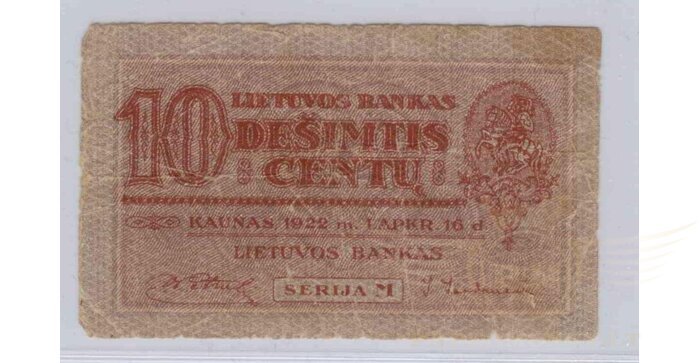 10
LIETUVOS BANKAS
DEŠIMTIS
CENTŲ
KAUNAS, 1922 m. LAPKR. 16 d.
LIETUVOS BANKAS
SERIJA M